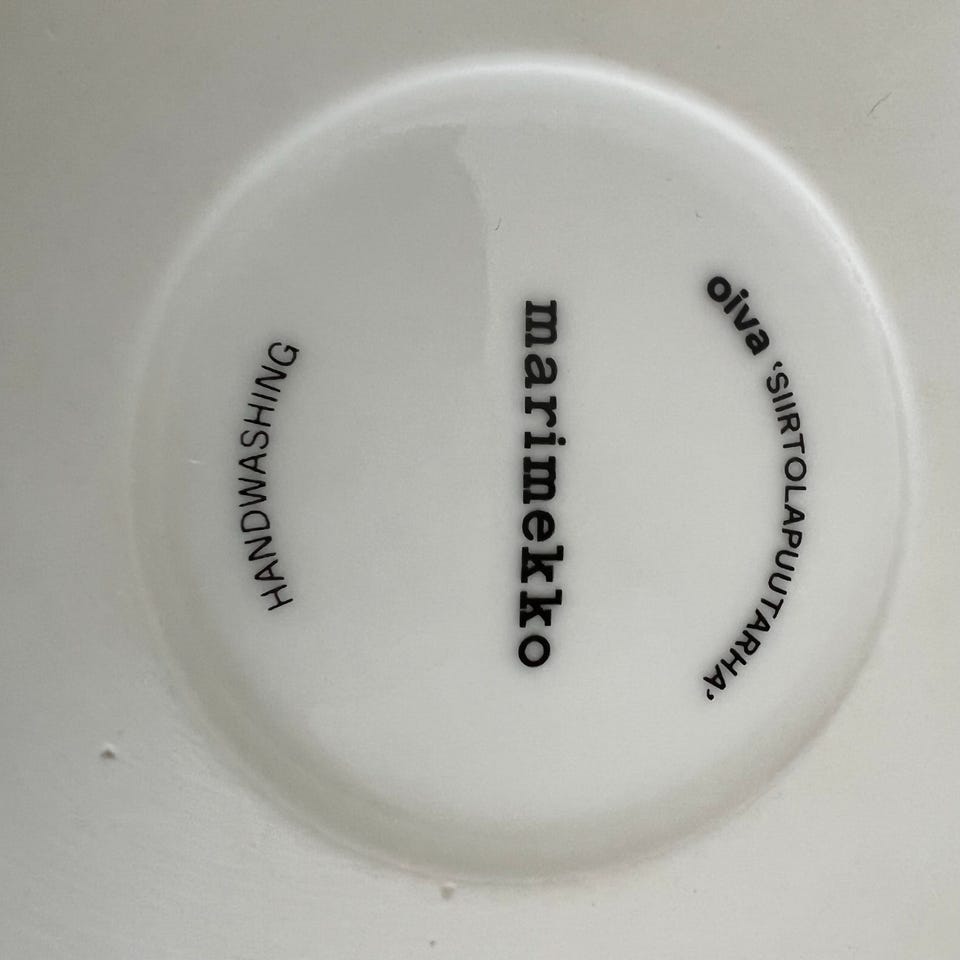 oiva ‘SIIRTOLAPUUTARHA’
marimekko
HANDWASHING